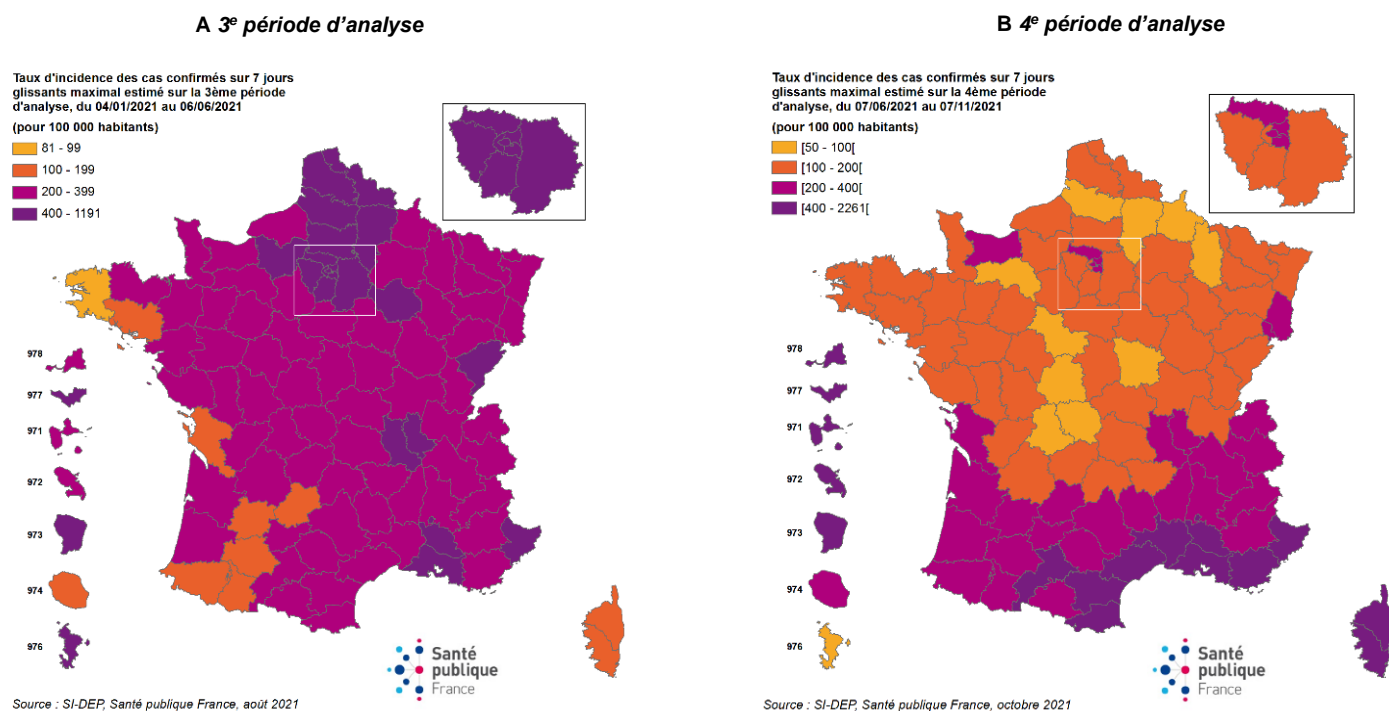 A 3e période d’analyse
Taux d'incidence des cas confirmés sur 7 jours
glissants maximal estimé sur la 3ème période
d'analyse, du 04/01/2021 au 06/06/2021
(pour 100 000 habitants)
81 - 99
100 - 199
200 - 399
400 - 1191
978
977
971
972
973
974
976
Santé
publique
France
Source : SI-DEP, Santé publique France, août 2021
B 4e période d’analyse
Taux d'incidence des cas confirmés sur 7 jours
glissants maximal estimé sur la 4ème période
d'analyse, du 07/06/2021 au 07/11/2021
(pour 100 000 habitants)
[50 - 100[
[100 - 200[
[200 - 400[
[400 - 2261[
978
977
971
972
973
974
976
Santé
publique
France
Source : SI-DEP, Santé publique France, octobre 2021